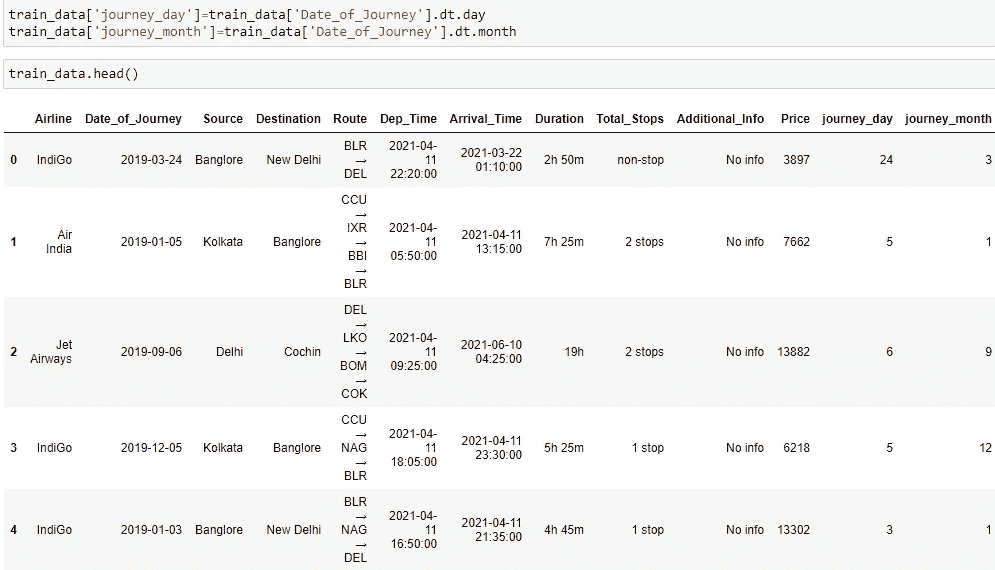 train_data['journey_day']=train_data['Date_of_Journey'].dt.day
train_data['journey_month']=train_data['Date_of_Journey'].dt.month
train_data.head()
Airline Date_of_Journey Source Destination Route Dep_Time Arrival_Time Duration Total_Stops Additional_Info Price journey_day journey_month
0 IndiGo 2019-03-24 Banglore New Delhi BLR → DEL 2021-04-11 22:20:00 2021-03-22 01:10:00 2h 50m non-stop No info 3897 24 3
1 Air India 2019-01-05 Kolkata Banglore CCU → IXR → BBI → BLR 2021-04-11 05:50:00 2021-04-11 13:15:00 7h 25m 2 stops No info 7662 5 1
2 Jet Airways 2019-09-06 Delhi Cochin DEL → LKO → BOM → COK 2021-04-11 09:25:00 2021-06-10 04:25:00 19h 2 stops No info 13882 6 9
3 IndiGo 2019-12-05 Kolkata Banglore CCU → NAG → BLR 2021-04-11 18:05:00 2021-04-11 23:30:00 5h 25m 1 stop No info 6218 5 12
4 IndiGo 2019-01-03 Banglore New Delhi BLR → NAG → DEL 2021-04-11 16:50:00 2021-04-11 21:35:00 4h 45m 1 stop No info 13302 3 1